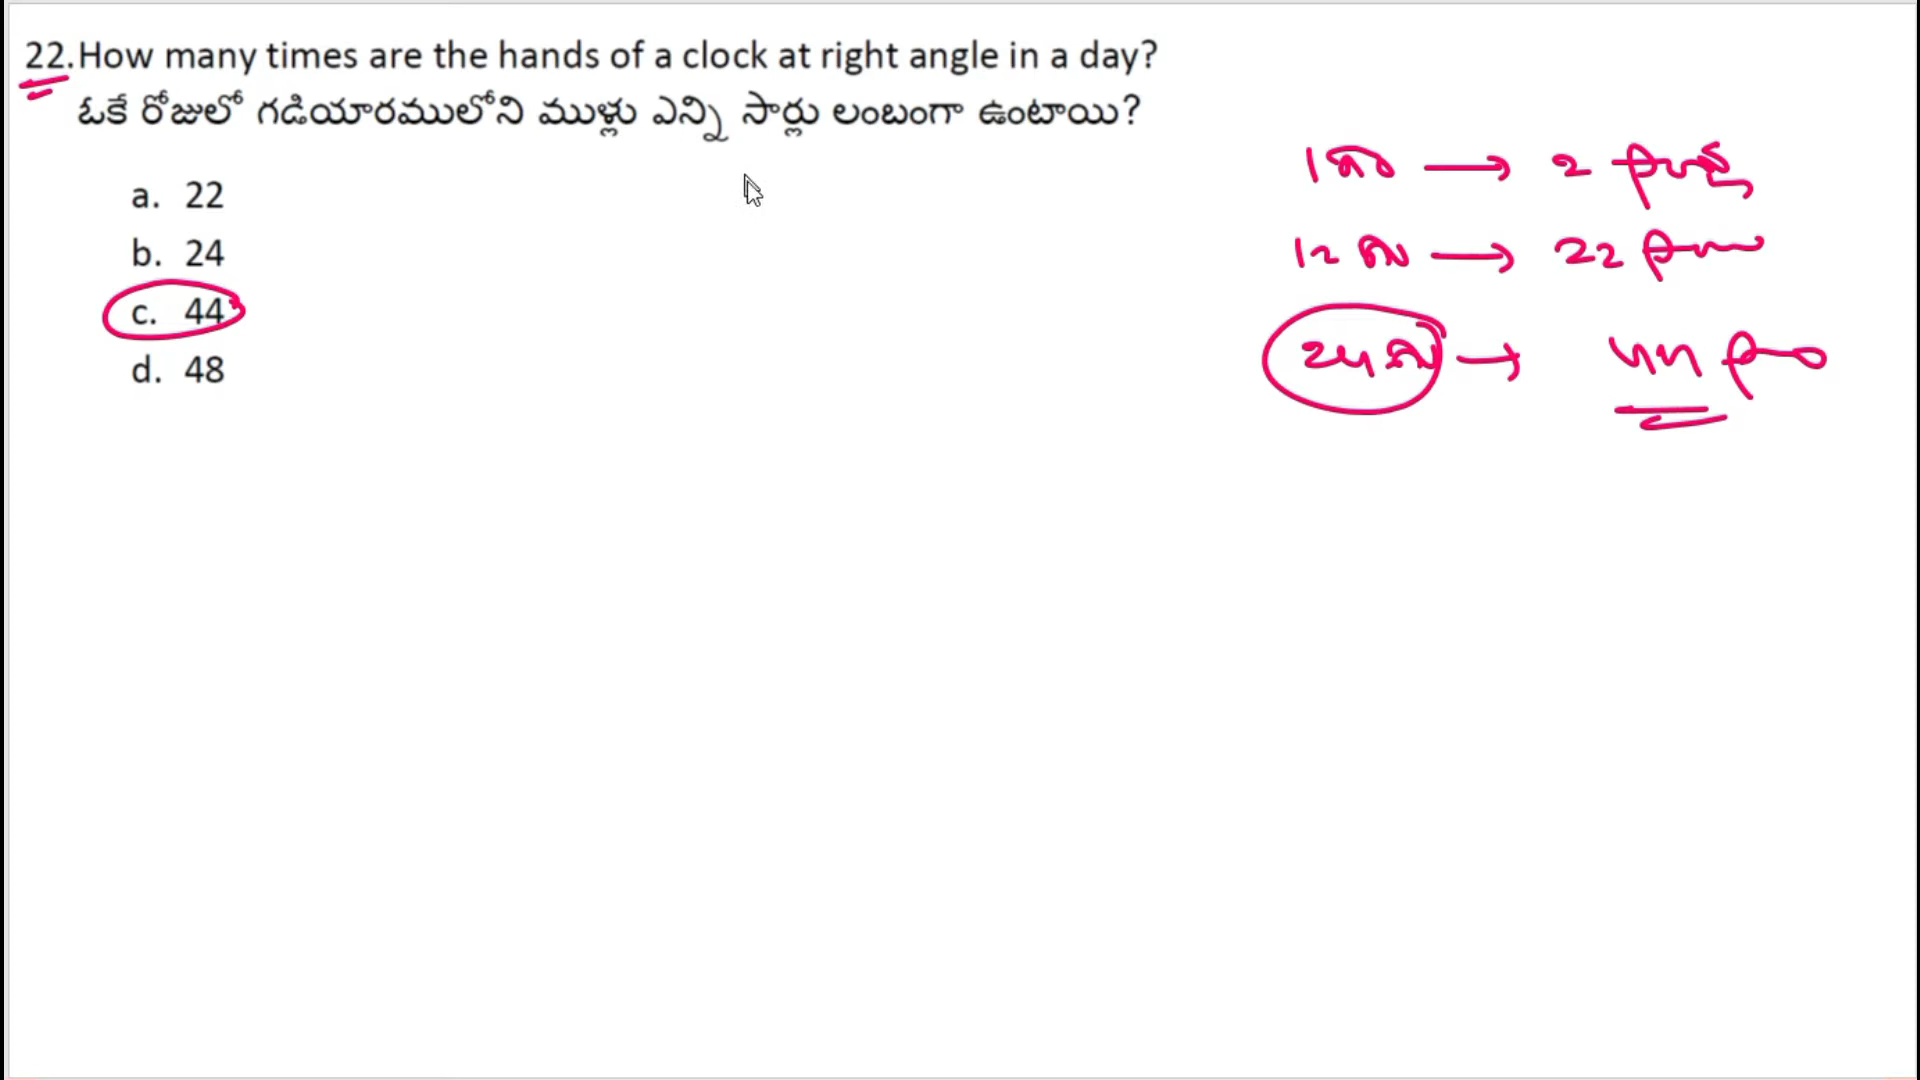 22.How many times are the hands of a clock at right angle in a day?
ఓకే రోజులో గడియారములోని ముళ్లు ఎన్ని సార్లు లంబంగా ఉంటాయి?
a. 22
b. 24
c. 44
d. 48
1 గం → 2
12 గం → 22
24 గం → 44